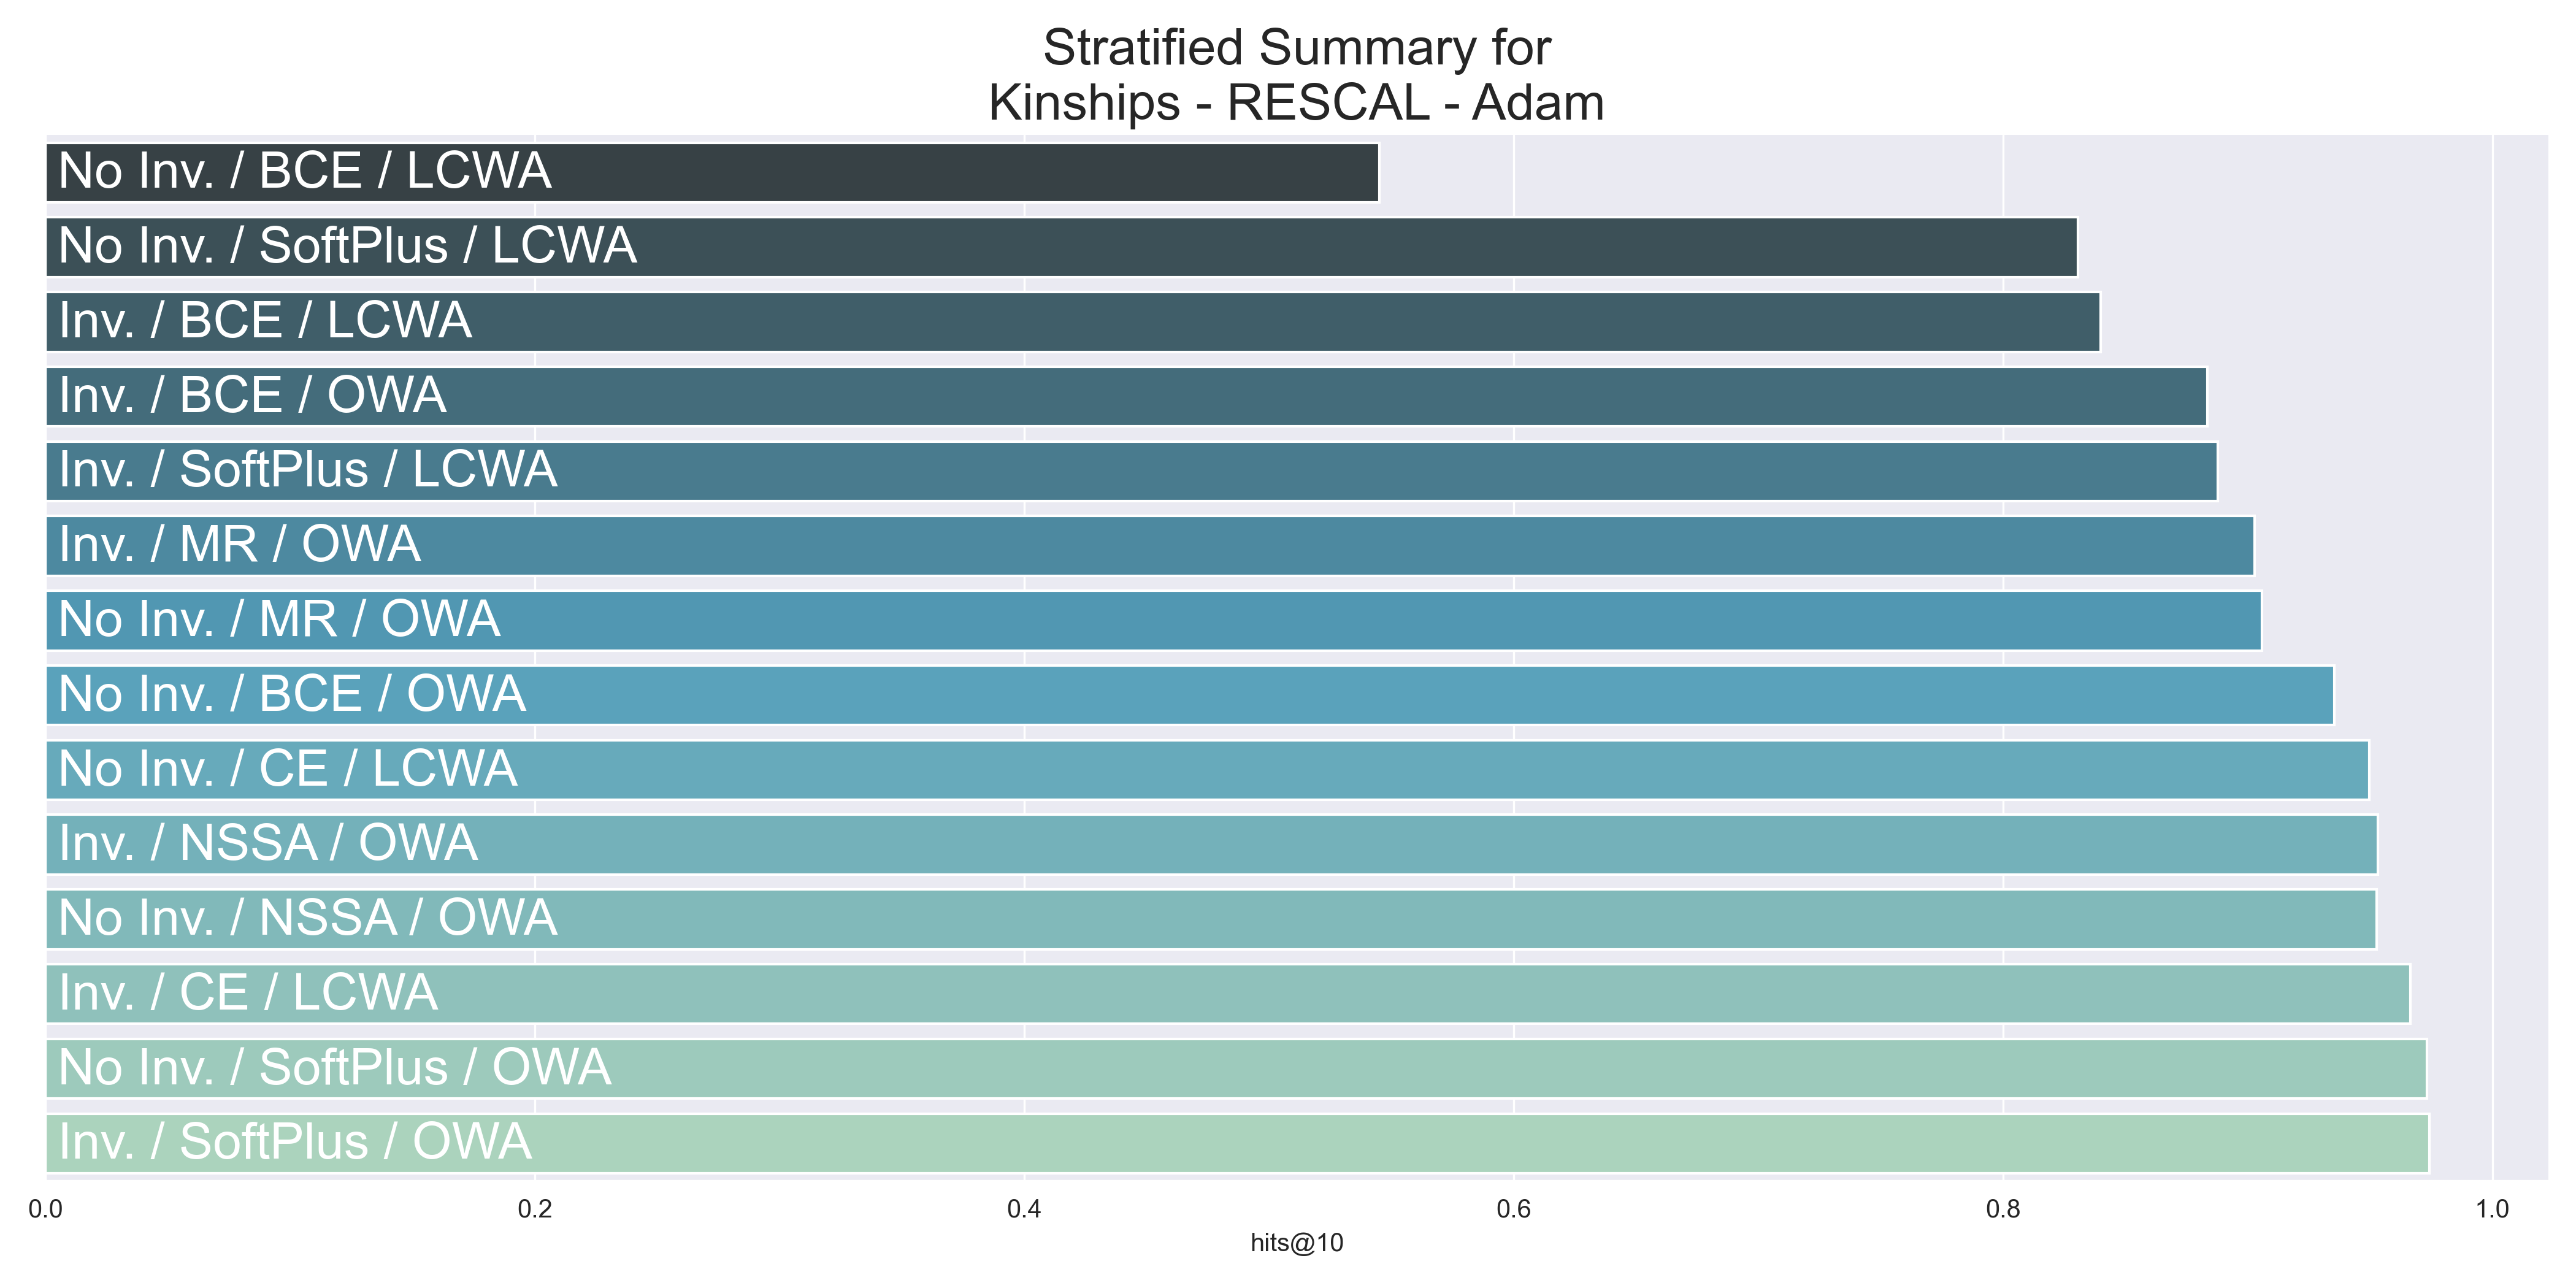 Stratified Summary for
Kinships - RESCAL - Adam
No Inv. / BCE / LCWA
No Inv. / SoftPlus / LCWA
Inv. / BCE / LCWA
Inv. / BCE / OWA
Inv. / SoftPlus / LCWA
Inv. / MR / OWA
No Inv. / MR / OWA
No Inv. / BCE / OWA
No Inv. / CE / LCWA
Inv. / NSSA / OWA
No Inv. / NSSA / OWA
Inv. / CE / LCWA
No Inv. / SoftPlus / OWA
Inv. / SoftPlus / OWA
0.0 0.2 0.4 0.6 0.8 1.0
hits@10